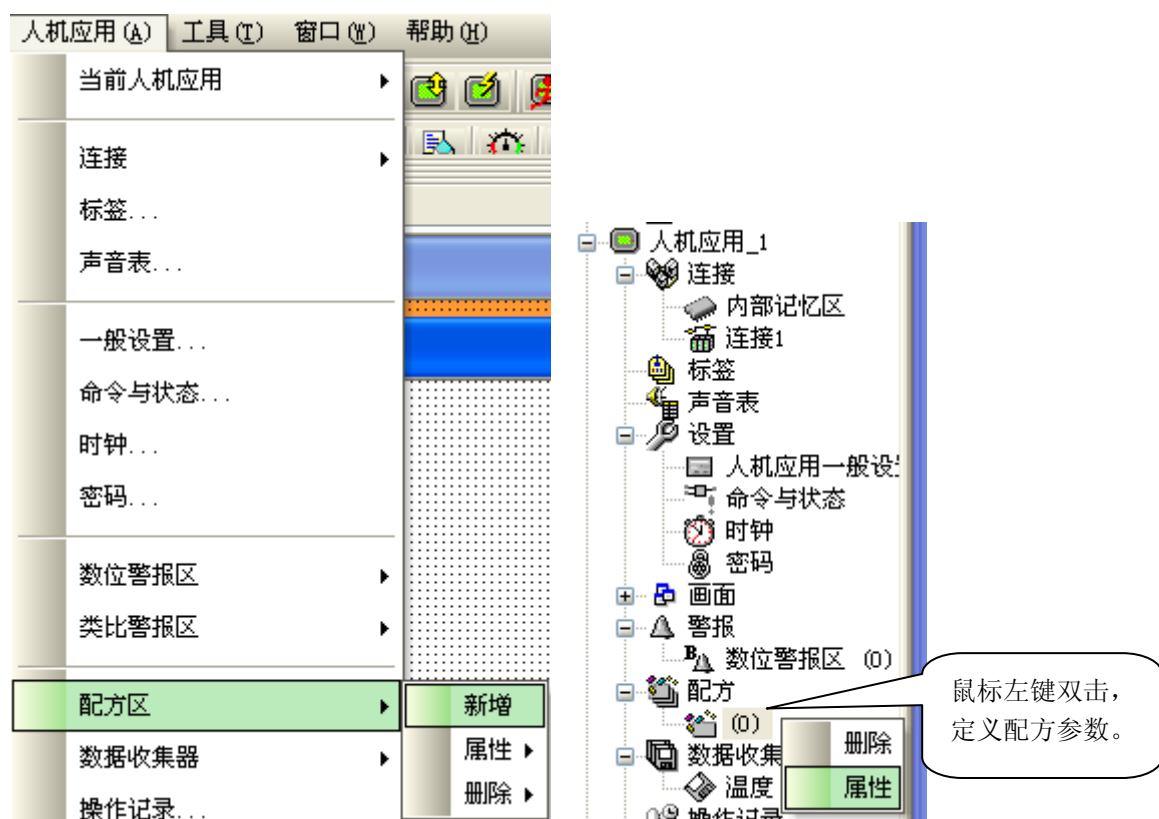 人机应用(A) 工具(T) 窗口(W) 帮助(H)
当前人机应用
连接
标签...
声音表...
一般设置...
命令与状态...
时钟...
密码...
数位警报区
类比警报区
配方区
数据收集器
操作记录...
新增
属性
删除
人机应用_1
连接
内部记忆区
连接1
标签
声音表
设置
人机应用一般设
命令与状态
时钟
密码
画面
警报
数位警报区 (0)
配方
(0)
数据收集
温度
操作记录
删除
属性
鼠标左键双击，
定义配方参数。